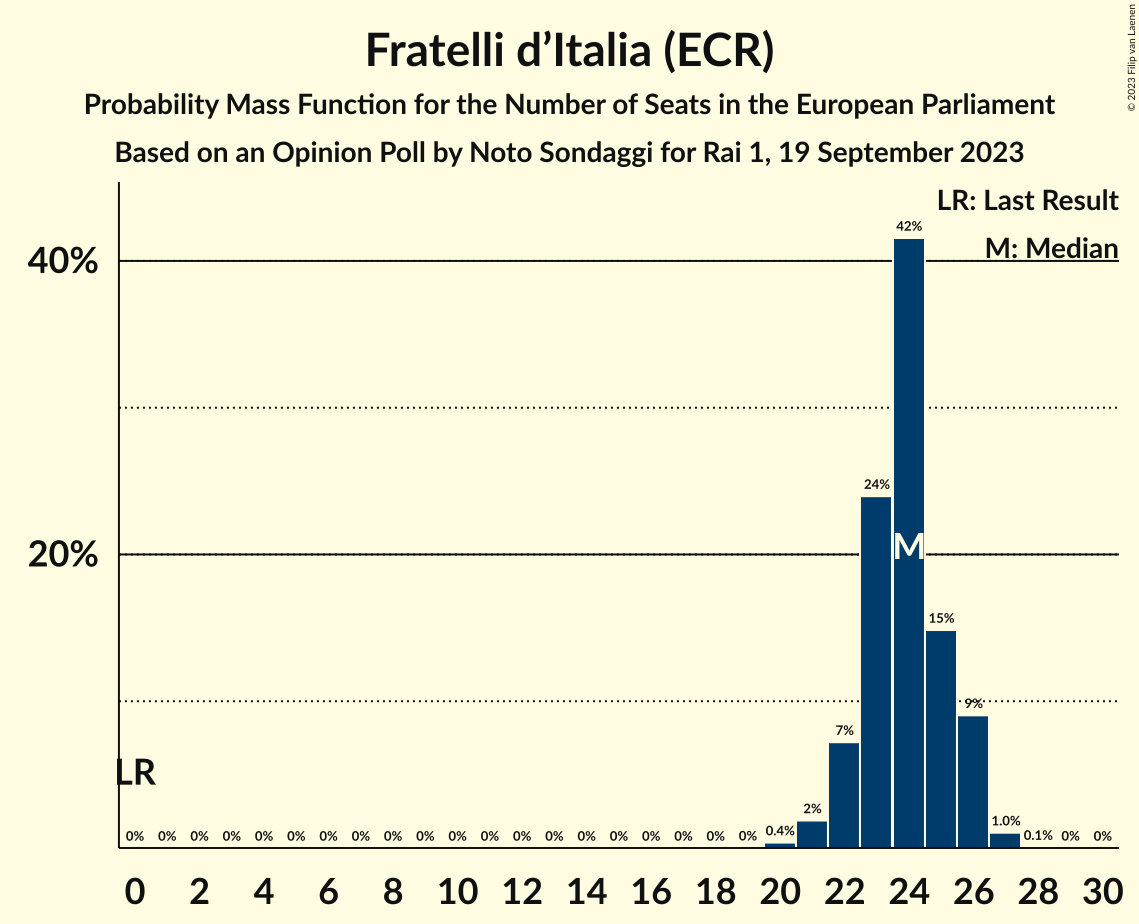 Fratelli d’Italia (ECR)
Probability Mass Function for the Number of Seats in the European Parliament
Based on an Opinion Poll by Noto Sondaggi for Rai 1, 19 September 2023
© 2023 Filip van Laenen
LR: Last Result
M: Median
42%
40%
24%
M
20%
15%
9%
7%
LR
2%
0% 0% 0% 0% 0% 0% 0% 0% 0% 0% 0% 0% 0% 0% 0% 0% 0% 0% 0% 0% 0.4% 1.0% 0.1% 0% 0%
0 2 4 6 8 10 12 14 16 18 20 22 24 26 28 30